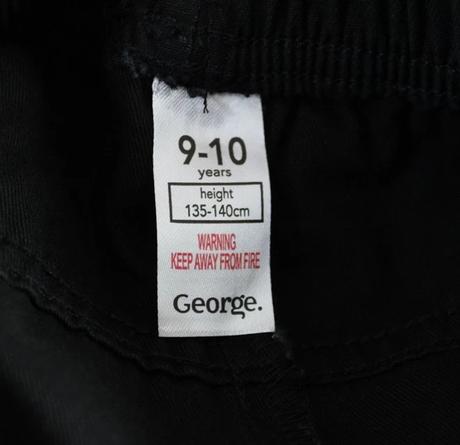 9-10
years
height
135-140cm
WARNING
KEEP AWAY FROM FIRE
George.